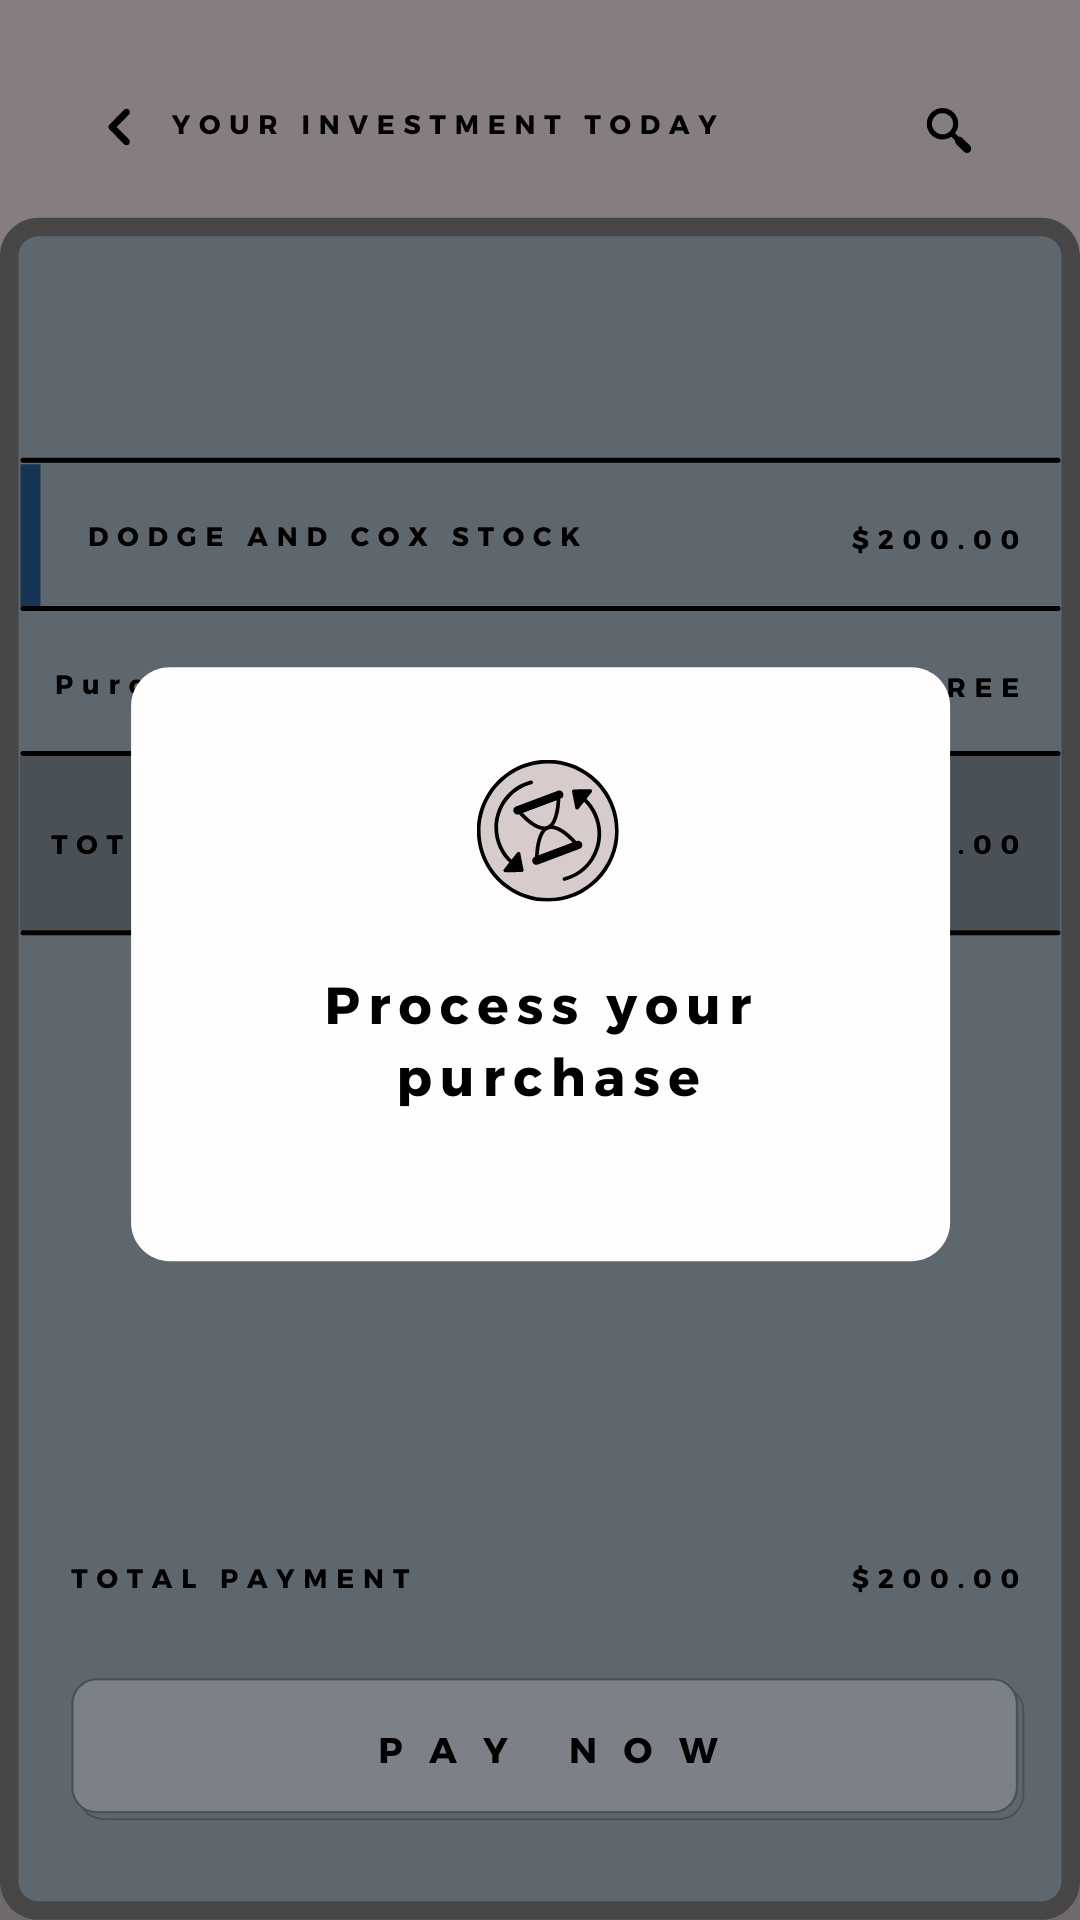 YOUR INVESTMENT TODAY
DODGE AND COX STOCK $200.00
Process your
purchase
TOTAL PAYMENT $200.00
PAY NOW